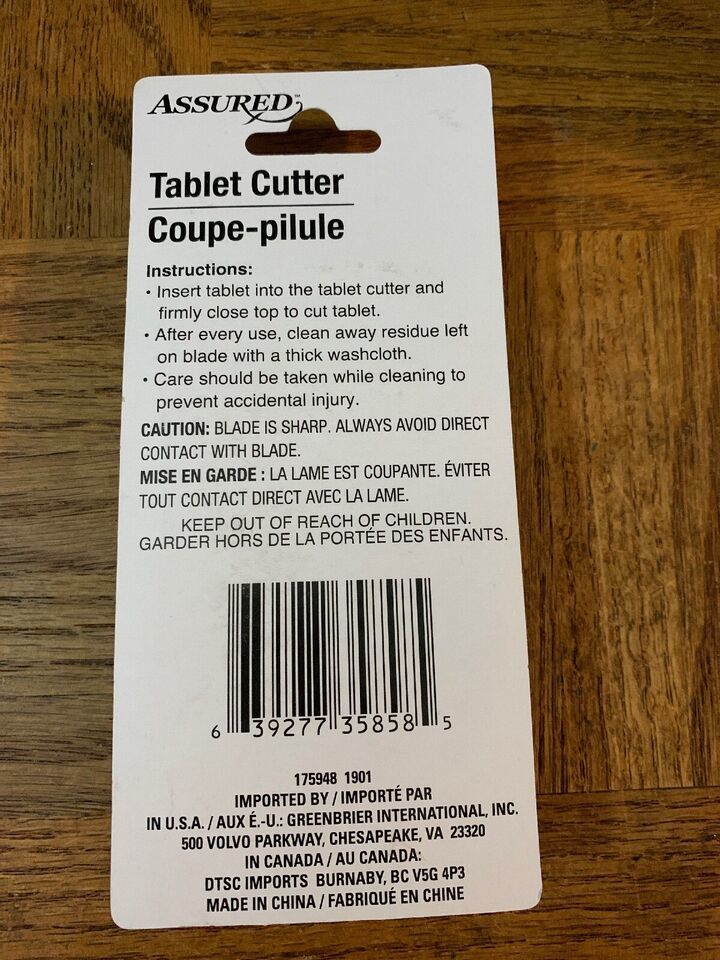 ASSURED™
Tablet Cutter
Coupe-pilule
Instructions:
• Insert tablet into the tablet cutter and
firmly close top to cut tablet.
• After every use, clean away residue left
on blade with a thick washcloth.
• Care should be taken while cleaning to
prevent accidental injury.
CAUTION: BLADE IS SHARP. ALWAYS AVOID DIRECT
CONTACT WITH BLADE.
MISE EN GARDE : LA LAME EST COUPANTE. ÉVITER
TOUT CONTACT DIRECT AVEC LA LAME.
KEEP OUT OF REACH OF CHILDREN.
GARDER HORS DE LA PORTÉE DES ENFANTS.
6 39277 35858 5
175948 1901
IMPORTED BY / IMPORTÉ PAR
IN U.S.A. / AUX É.-U.: GREENBRIER INTERNATIONAL, INC.
500 VOLVO PARKWAY, CHESAPEAKE, VA 23320
IN CANADA / AU CANADA:
DTSC IMPORTS BURNABY, BC V5G 4P3
MADE IN CHINA / FABRIQUÉ EN CHINE